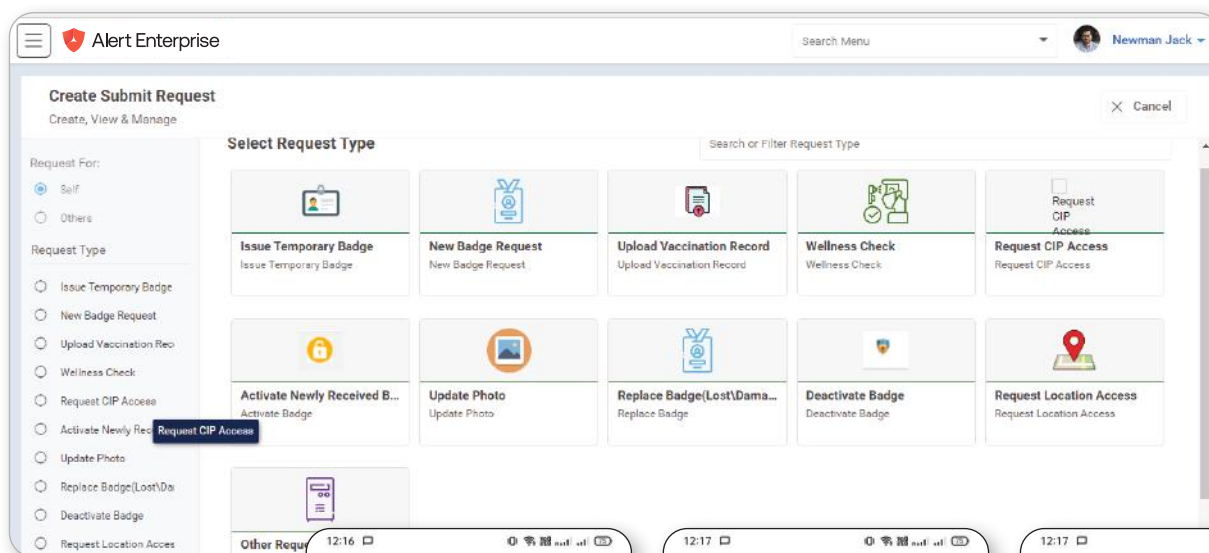 Alert Enterprise
Search Menu
Newman Jack
Create Submit Request
Create, View & Manage
Cancel
Request For:
Self
Others
Request Type
Issue Temporary Badge
New Badge Request
Upload Vaccination Rec
Wellness Check
Request CIP Access
Activate Newly Rec
Request CIP Access
Update Photo
Replace Badge(Lost\Da
Deactivate Badge
Request Location Acces
Select Request Type
Search or Filter Request Type
Issue Temporary Badge
Issue Temporary Badge
New Badge Request
New Badge Request
Upload Vaccination Record
Upload Vaccination Record
Wellness Check
Wellness Check
Request
CIP
Access
Request CIP Access
Request CIP Access
Activate Newly Received B...
Activate Badge
Update Photo
Update Photo
Replace Badge(Lost\Dama...
Replace Badge
Deactivate Badge
Deactivate Badge
Request Location Access
Request Location Access
Other Reque
12:16
12:17
12:17